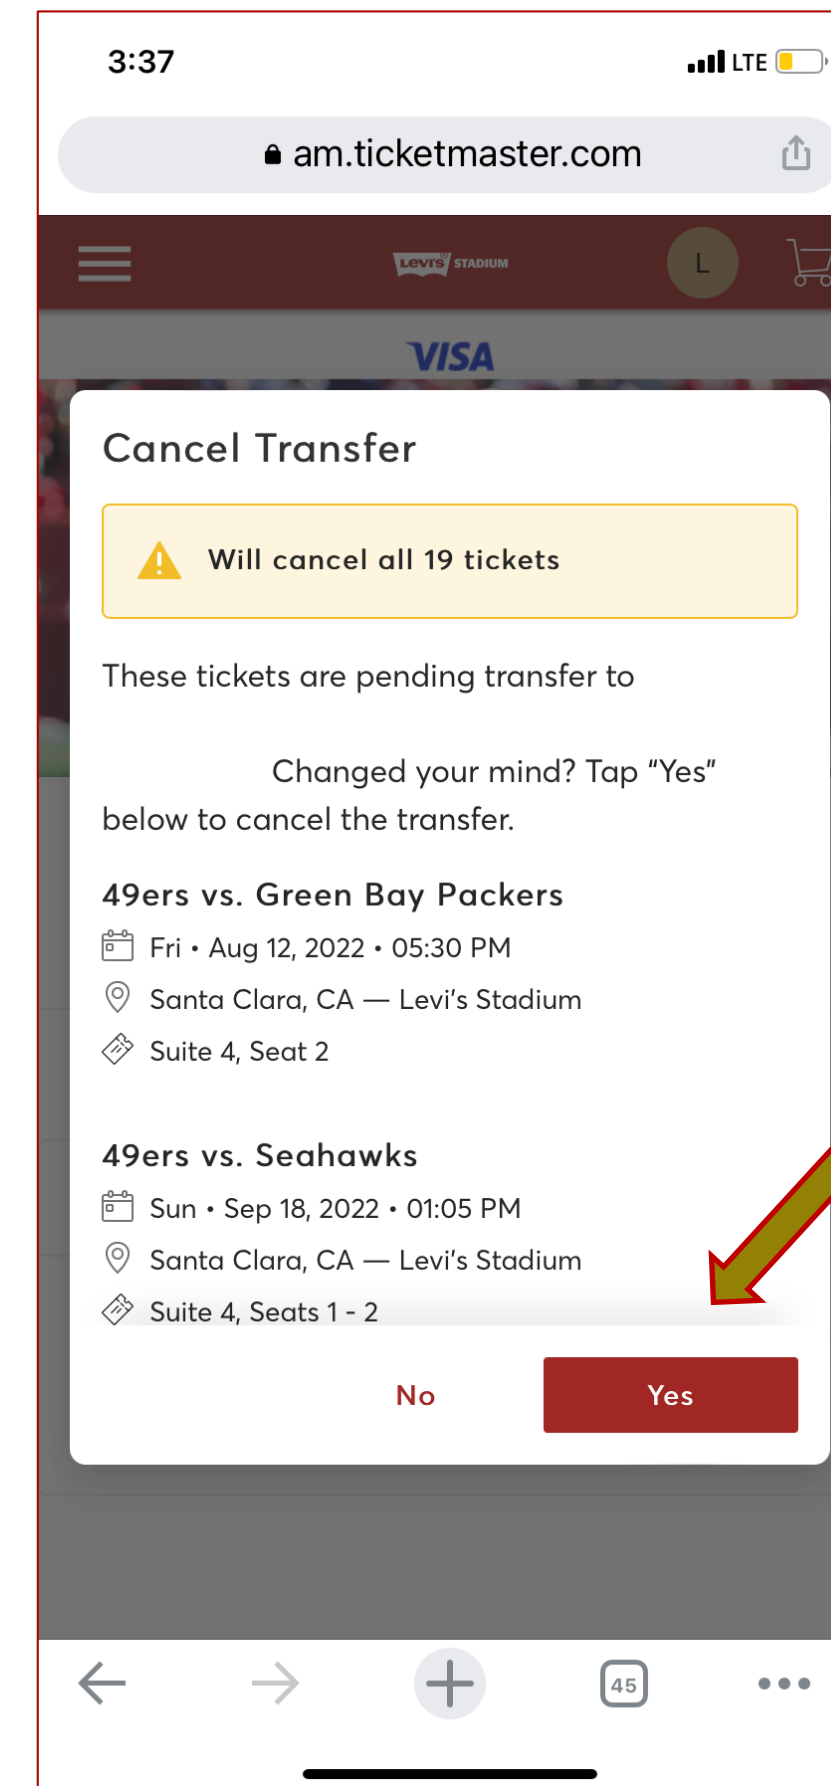 3:37
LTE
am.ticketmaster.com
LEVI'S STADIUM
L
VISA
Cancel Transfer
Will cancel all 19 tickets
These tickets are pending transfer to
Changed your mind? Tap “Yes”
below to cancel the transfer.
49ers vs. Green Bay Packers
Fri • Aug 12, 2022 • 05:30 PM
Santa Clara, CA — Levi's Stadium
Suite 4, Seat 2
49ers vs. Seahawks
Sun • Sep 18, 2022 • 01:05 PM
Santa Clara, CA — Levi's Stadium
Suite 4, Seats 1 - 2
No
Yes
45